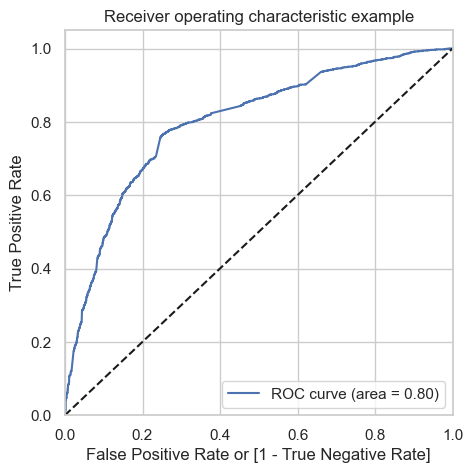 Receiver operating characteristic example
True Positive Rate
1.0
0.8
0.6
0.4
0.2
0.0
ROC curve (area = 0.80)
0.0 0.2 0.4 0.6 0.8 1.0
False Positive Rate or [1 - True Negative Rate]